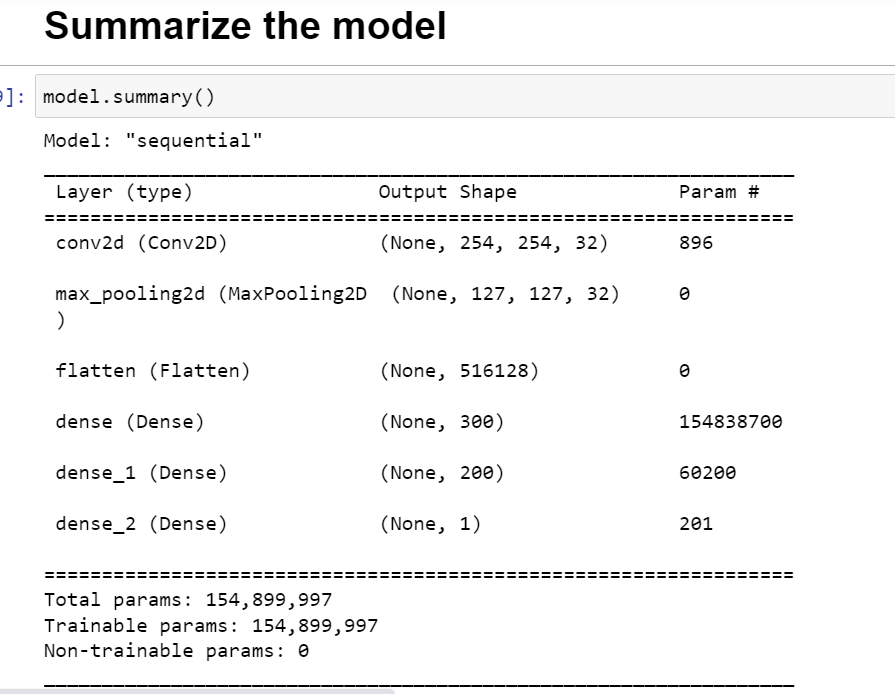 Summarize the model
]: model.summary()
Model: "sequential"
Layer (type) Output Shape Param #
=================================================================
conv2d (Conv2D) (None, 254, 254, 32) 896
max_pooling2d (MaxPooling2D (None, 127, 127, 32) 0
)
flatten (Flatten) (None, 516128) 0
dense (Dense) (None, 300) 154838700
dense_1 (Dense) (None, 200) 60200
dense_2 (Dense) (None, 1) 201
=================================================================
Total params: 154,899,997
Trainable params: 154,899,997
Non-trainable params: 0